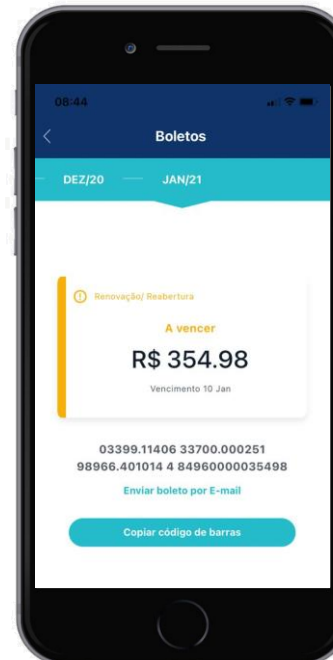 08:44
Boletos
DEZ/20
JAN/21
Renovação/ Reabertura
A vencer
R$ 354.98
Vencimento 10 Jan
03399.11406 33700.000251
98966.401014 4 84960000035498
Enviar boleto por E-mail
Copiar código de barras